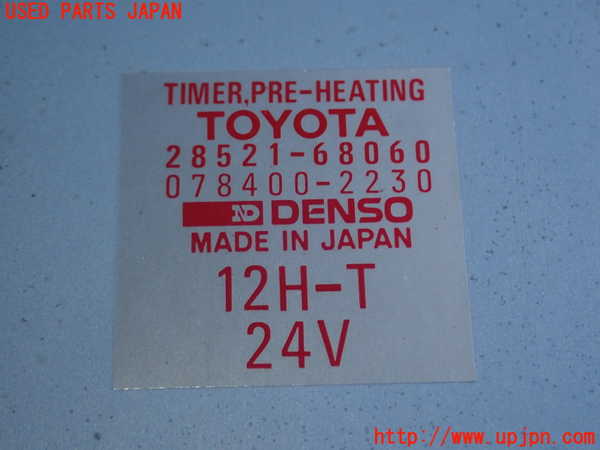 USED PARTS JAPAN
TIMER,PRE-HEATING
TOYOTA
28521-68060
078400-2230
ND DENSO
MADE IN JAPAN
12H-T
24V
http://www.upjpn.com/